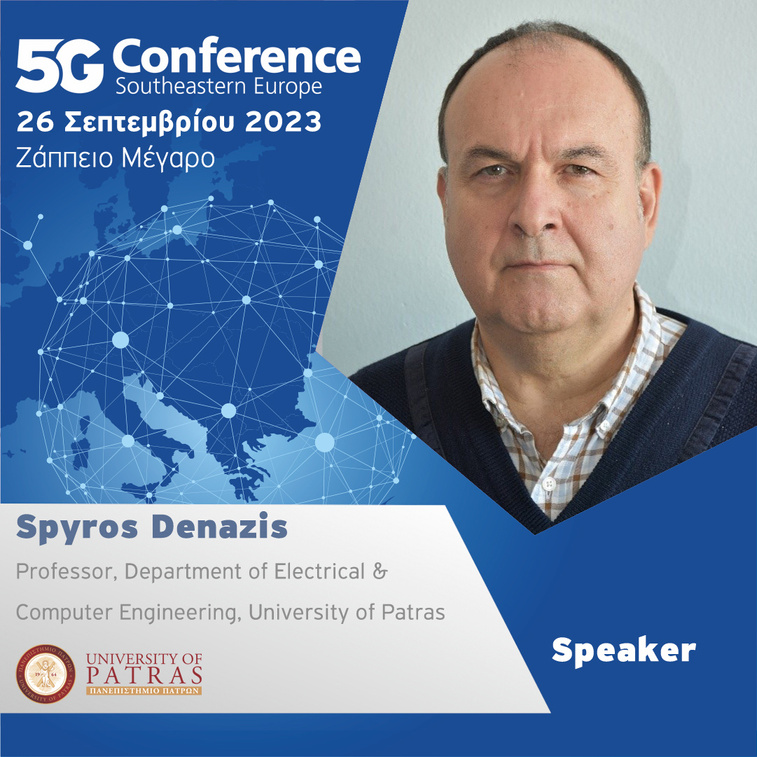 5G Conference
Southeastern Europe
26 Σεπτεμβρίου 2023
Ζάππειο Μέγαρο
Spyros Denazis
Professor, Department of Electrical &
Computer Engineering, University of Patras
UNIVERSITY OF
PATRAS
ΠΑΝΕΠΙΣΤΗΜΙΟ ΠΑΤΡΩΝ
Speaker